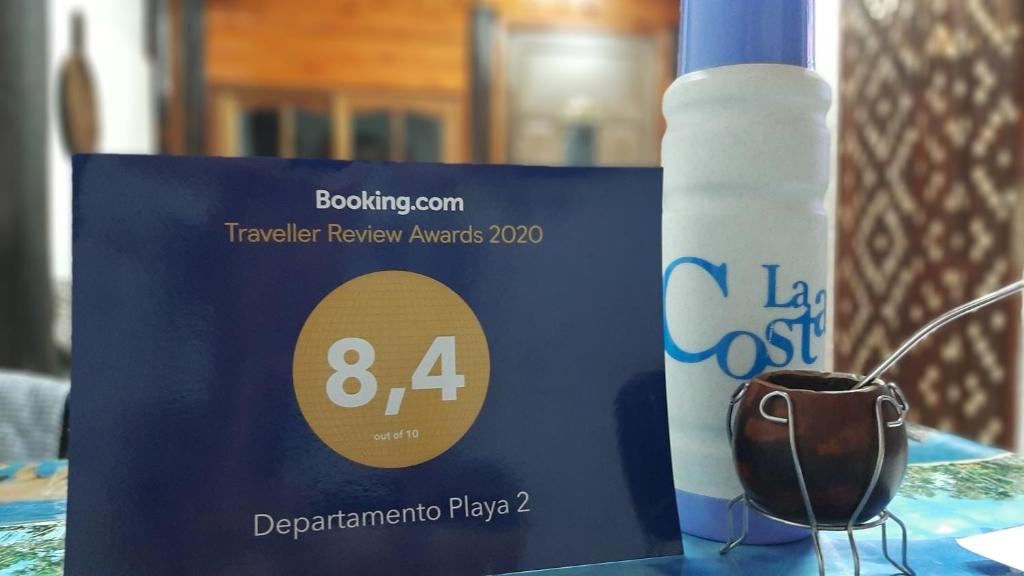 Booking.com
Traveller Review Awards 2020
8,4
out of 10
Departamento Playa 2
La
Costa